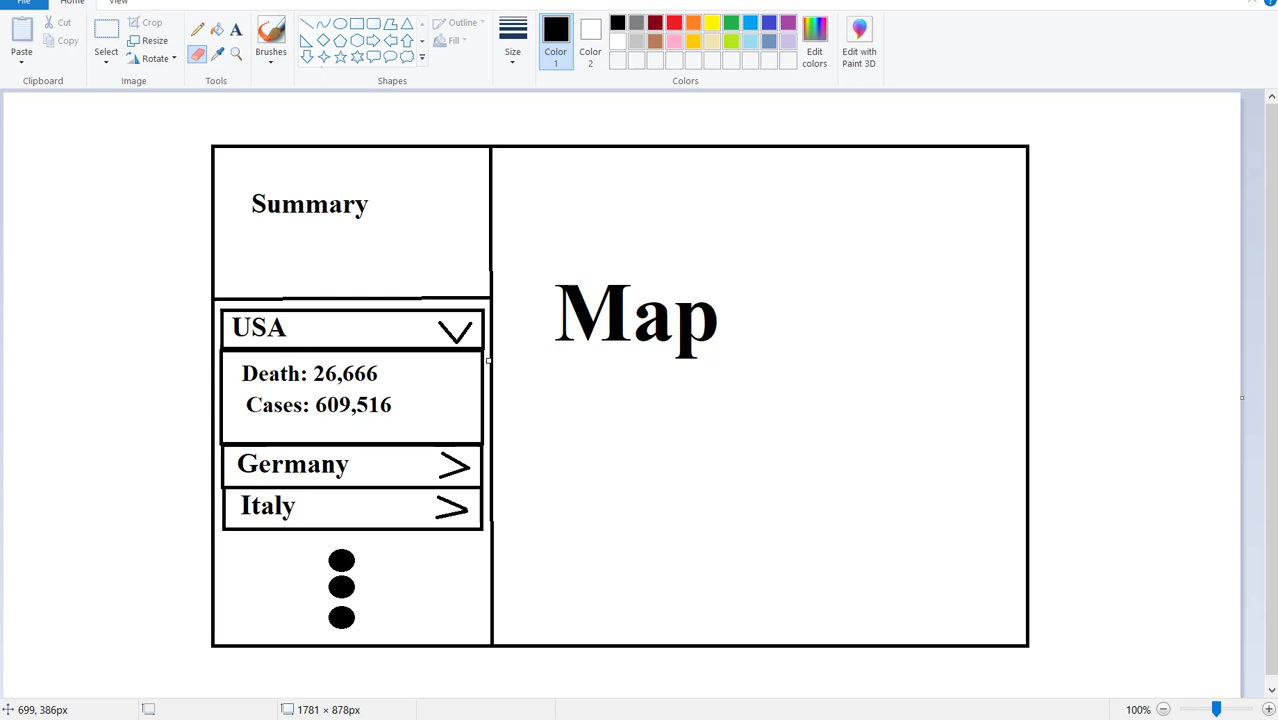 File
Home
View
Paste
Cut
Copy
Clipboard
Select
Crop
Resize
Rotate
Image
A
Tools
Brushes
Outline
Fill
Shapes
Size
Color
1
Color
2
Edit
colors
Colors
Edit with
Paint 3D
Summary
USA
Death: 26,666
Cases: 609,516
Germany
Italy
Map
699, 386px
1781 × 878px
100%